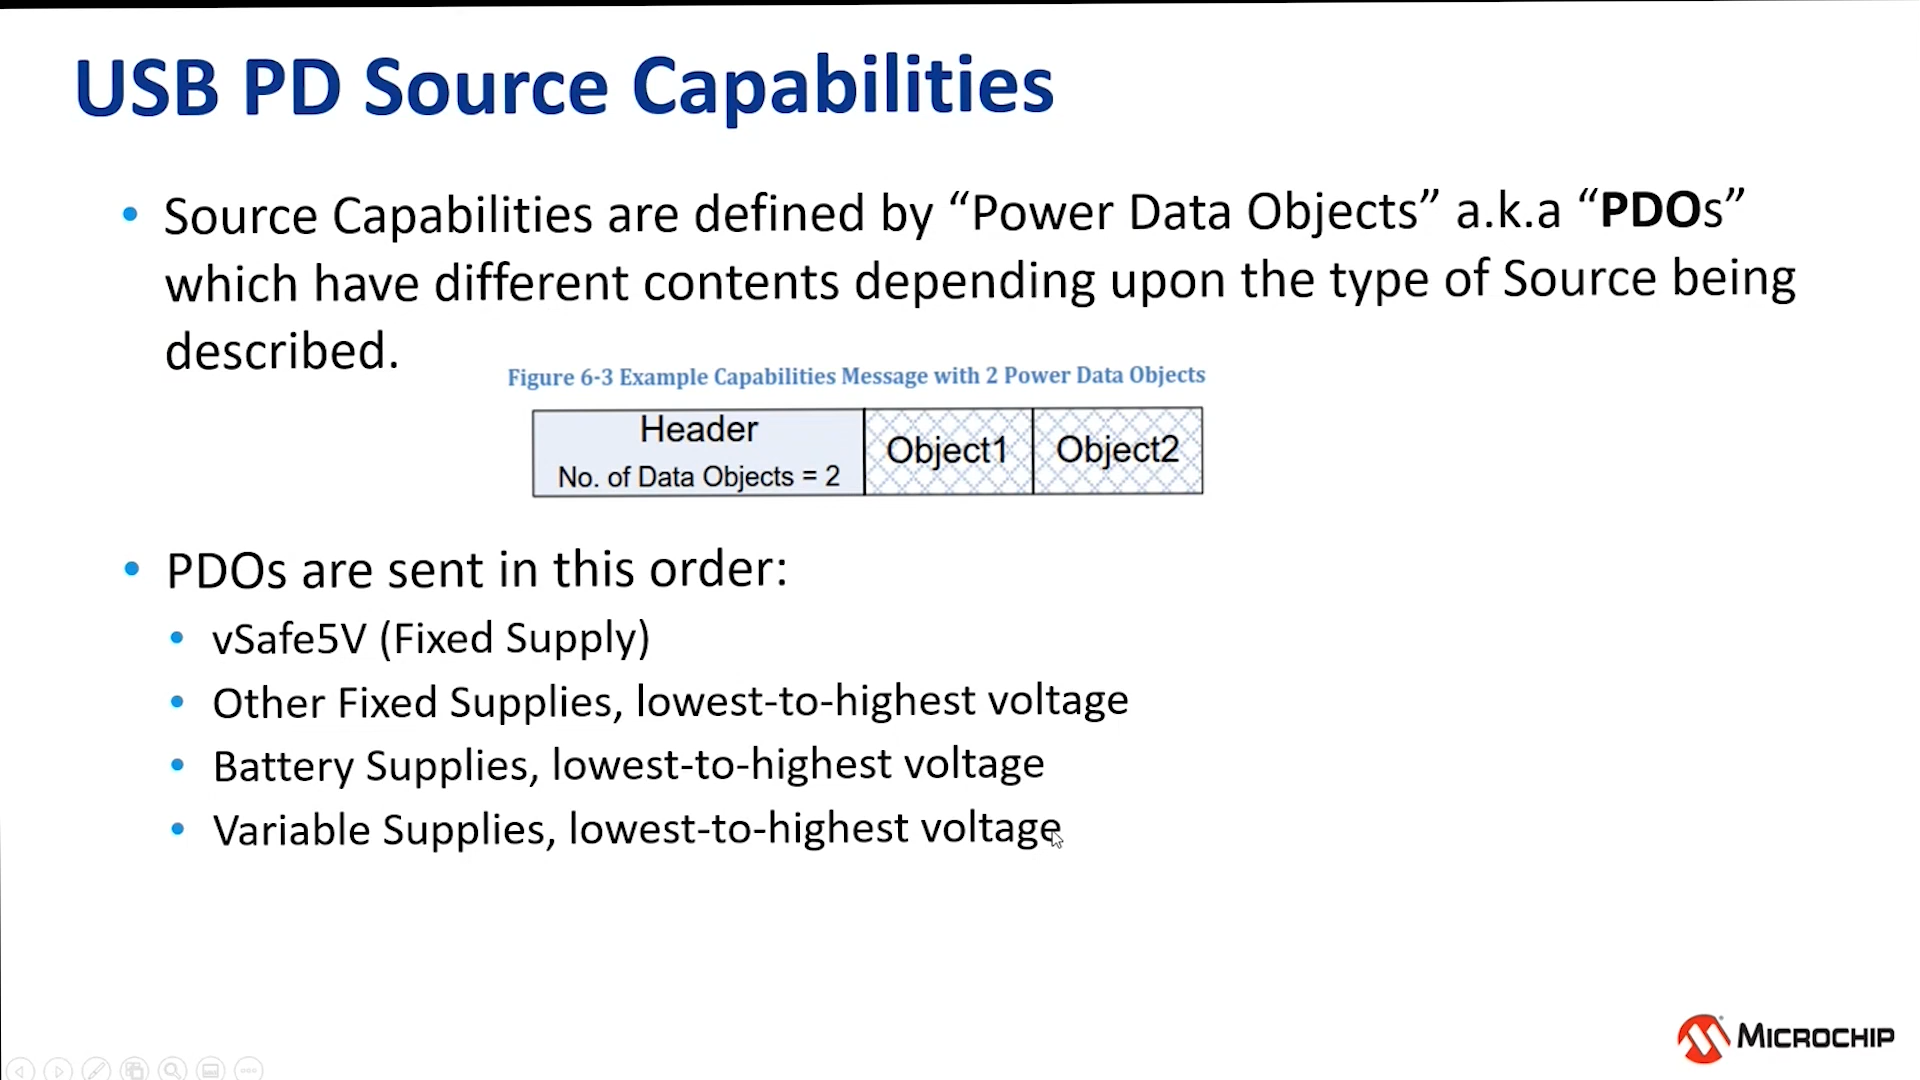 USB PD Source Capabilities
• Source Capabilities are defined by “Power Data Objects” a.k.a “PDOs”
which have different contents depending upon the type of Source being
described.
Figure 6-3 Example Capabilities Message with 2 Power Data Objects
Header
No. of Data Objects = 2
Object1
Object2
• PDOs are sent in this order:
• vSafe5V (Fixed Supply)
• Other Fixed Supplies, lowest-to-highest voltage
• Battery Supplies, lowest-to-highest voltage
• Variable Supplies, lowest-to-highest voltage
MICROCHIP